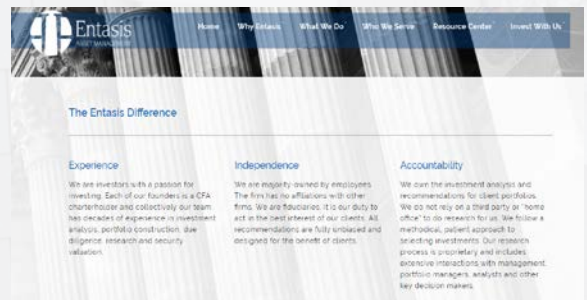 Entasis
ASSET MANAGEMENT
Home Why Entasis What We Do Who We Serve Resource Center Invest With Us
The Entasis Difference
Experience
We are investors with a passion for
investing. Each of our founders is a CFA
charterholder and collectively our team
has decades of experience in investment
analysis, portfolio construction, due
diligence, research and security
valuation.
Independence
We are majority-owned by employees.
The firm has no affiliations with other
firms. We are fiduciaries. It is our duty to
act in the best interest of our clients. All
recommendations are fully unbiased and
designed for the benefit of clients.
Accountability
We own the investment analysis and
recommendations for client portfolios.
We do not rely on a third party or "home
office" to do research for us. We follow a
methodical, patient approach to
selecting investments. Our research
process is proprietary and includes
extensive interactions with management,
portfolio managers, analysts and other
key decision makers.